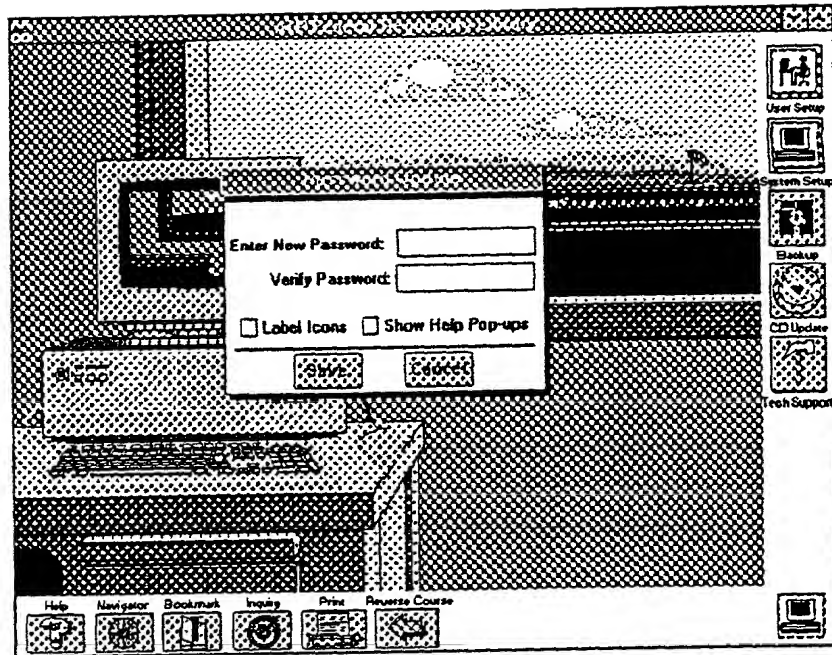 User Setup
System Setup
Enter New Password:
Backup
Verify Password:
Label Icons Show Help Pop-ups
CD Update
Save Cancel
Tech Support
Help Navigator Bookmark Inquiry Print Reverse Course